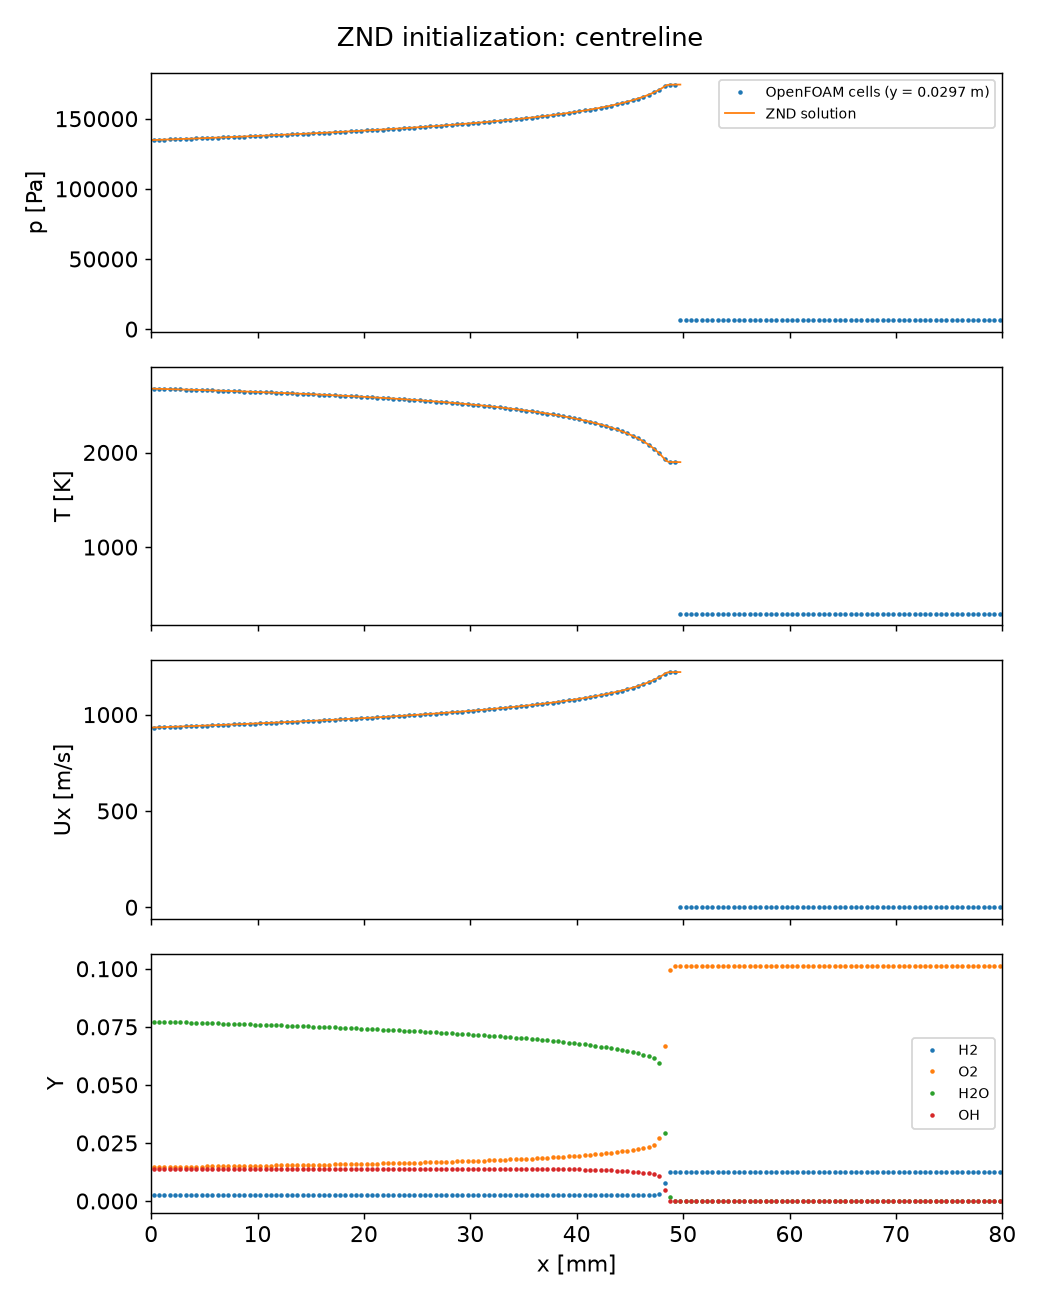 ZND initialization: centreline
p [Pa]
150000
100000
50000
0
OpenFOAM cells (y = 0.0297 m)
ZND solution
T [K]
2000
1000
Ux [m/s]
1000
500
0
Y
0.100
0.075
0.050
0.025
0.000
H2
O2
H2O
OH
0 10 20 30 40 50 60 70 80
x [mm]